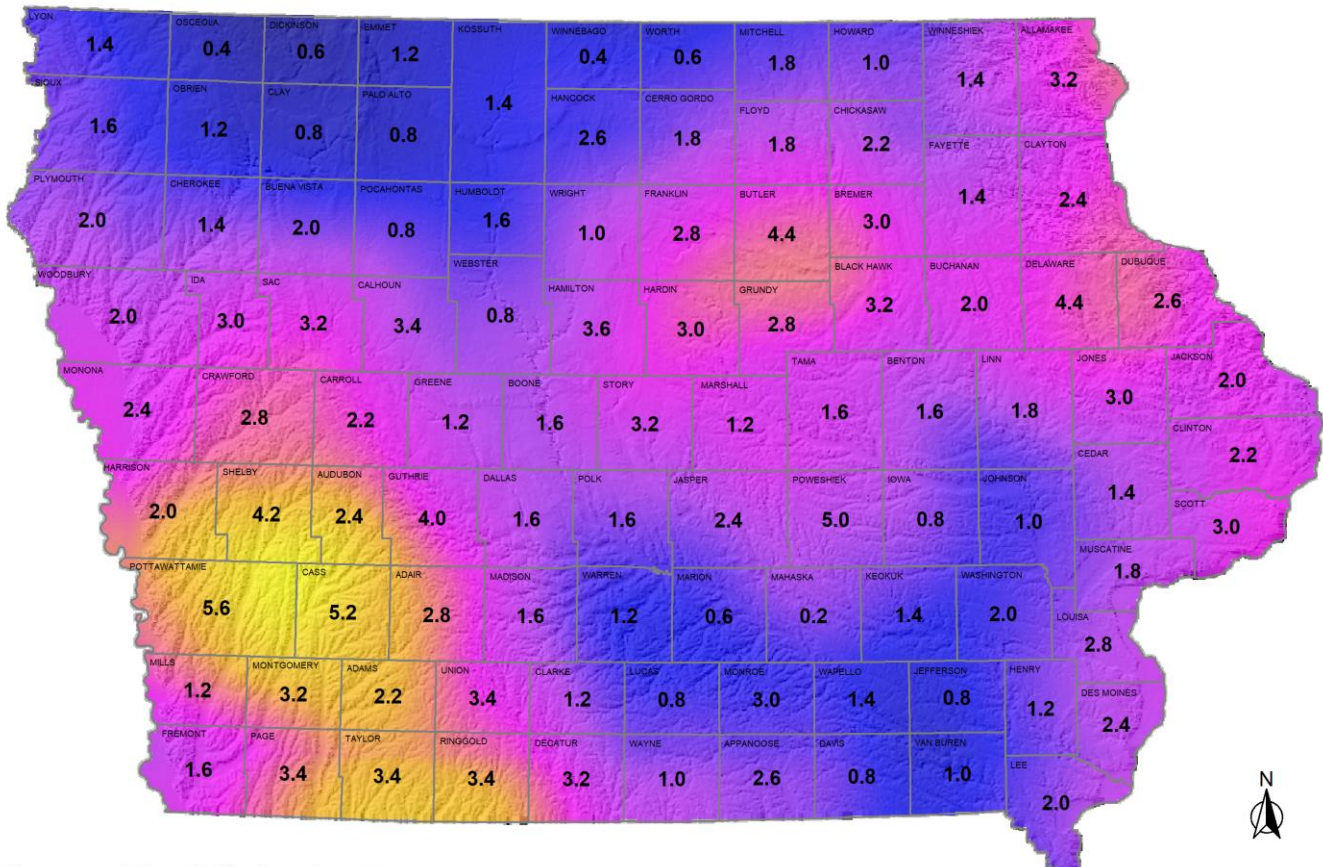 LYON
OSCEOLA
DICKINSON
EMMET
KOSSUTH
WINNEBAGO
WORTH
MITCHELL
HOWARD
WINNESHIEK
ALLAMAKEE
1.4
0.4
0.6
1.2
1.4
0.4
0.6
1.8
1.0
1.4
3.2
SIOUX
OBRIEN
CLAY
PALO ALTO
HANCOCK
CERRO GORDO
FLOYD
CHICKASAW
FAYETTE
CLAYTON
1.6
1.2
0.8
0.8
2.6
1.8
1.8
2.2
1.4
2.4
PLYMOUTH
CHEROKEE
BUENA VISTA
POCAHONTAS
HUMBOLDT
WRIGHT
FRANKLIN
BUTLER
BREMER
2.0
1.4
2.0
0.8
1.6
1.0
2.8
4.4
3.0
WOODBURY
IDA
SAC
CALHOUN
WEBSTER
HAMILTON
HARDIN
GRUNDY
BLACK HAWK
BUCHANAN
DELAWARE
DUBUQUE
2.0
3.0
3.2
3.4
0.8
3.6
3.0
2.8
3.2
2.0
4.4
2.6
MONONA
CRAWFORD
CARROLL
GREENE
BOONE
STORY
MARSHALL
TAMA
BENTON
LINN
JONES
JACKSON
2.4
2.8
2.2
1.2
1.6
3.2
1.2
1.6
1.6
1.8
3.0
2.0
CLINTON
2.2
HARRISON
SHELBY
AUDUBON
GUTHRIE
DALLAS
POLK
JASPER
POWESHIEK
IOWA
JOHNSON
CEDAR
SCOTT
2.0
4.2
2.4
4.0
1.6
1.6
2.4
5.0
0.8
1.0
1.4
3.0
POTTAWATTAMIE
CASS
ADAIR
MADISON
WARREN
MARION
MAHASKA
KEOKUK
WASHINGTON
MUSCATINE
LOUISA
5.6
5.2
2.8
1.6
1.2
0.6
0.2
1.4
2.0
1.8
2.8
MILLS
MONTGOMERY
ADAMS
UNION
CLARKE
LUCAS
MONROE
WAPELLO
JEFFERSON
HENRY
DES MOINES
1.2
3.2
2.2
3.4
1.2
0.8
3.0
1.4
0.8
1.2
2.4
FREMONT
PAGE
TAYLOR
RINGGOLD
DECATUR
WAYNE
APPANOOSE
DAVIS
VAN BUREN
LEE
1.6
3.4
3.4
3.4
3.2
1.0
2.6
0.8
1.0
2.0
N